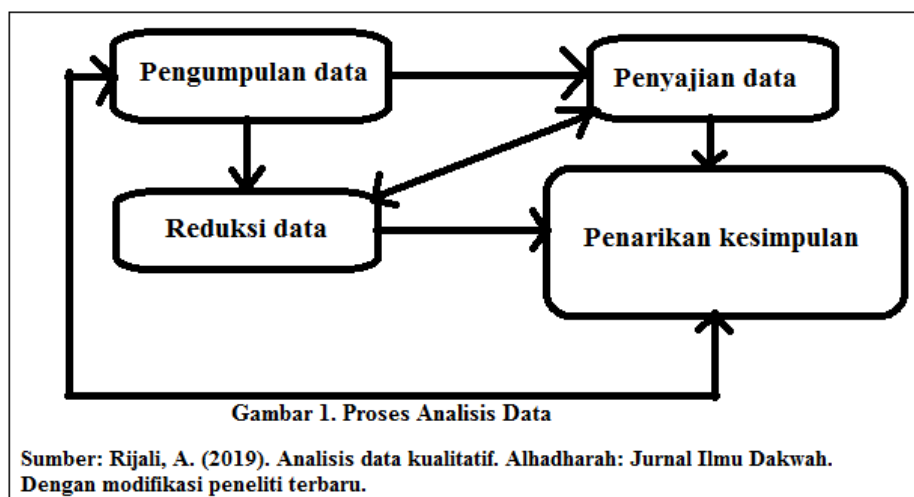 Pengumpulan data
Penyajian data
Reduksi data
Penarikan kesimpulan
Gambar 1. Proses Analisis Data
Sumber: Rijali, A. (2019). Analisis data kualitatif. Alhadharah: Jurnal Ilmu Dakwah.
Dengan modifikasi peneliti terbaru.